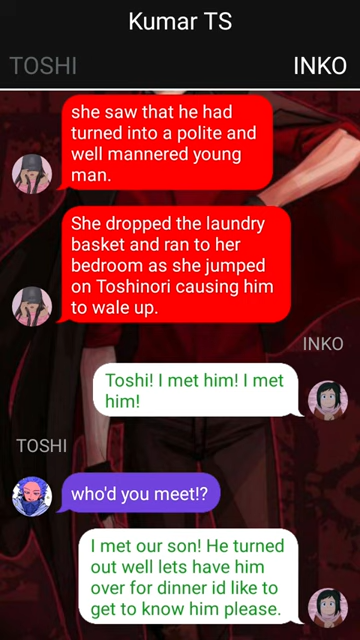 Kumar TS
TOSHI
INKO
she saw that he had
turned into a polite and
well mannered young
man.
She dropped the laundry
basket and ran to her
bedroom as she jumped
on Toshinori causing him
to wale up.
INKO
Toshi! I met him! I met
him!
TOSHI
who'd you meet!?
I met our son! He turned
out well lets have him
over for dinner id like to
get to know him please.